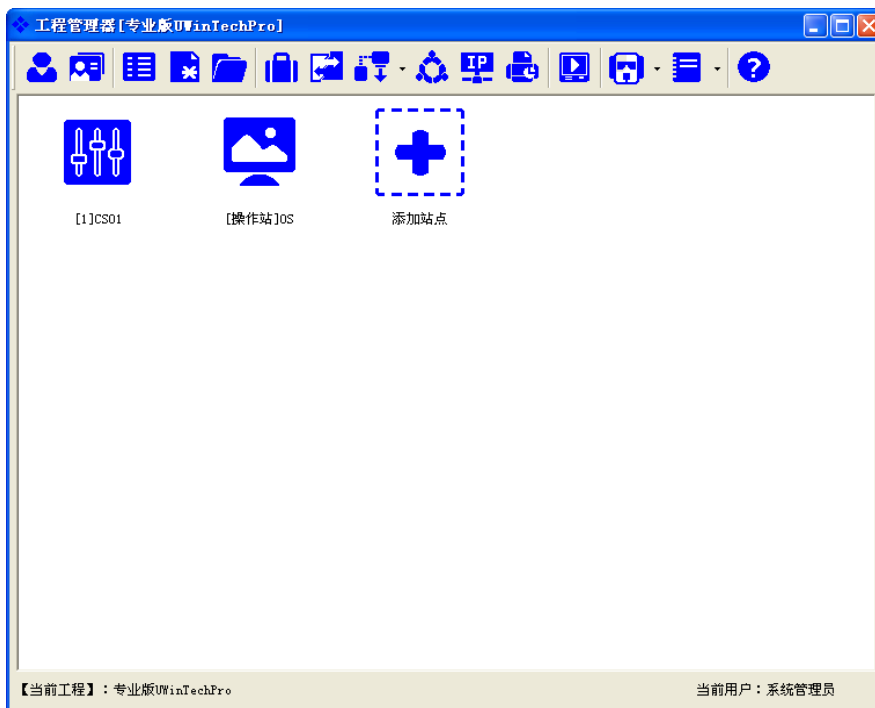 工程管理器[专业版UWinTechPro]
IP
[1]CS01
[操作站]OS
添加站点
【当前工程】：专业版UWinTechPro
当前用户：系统管理员